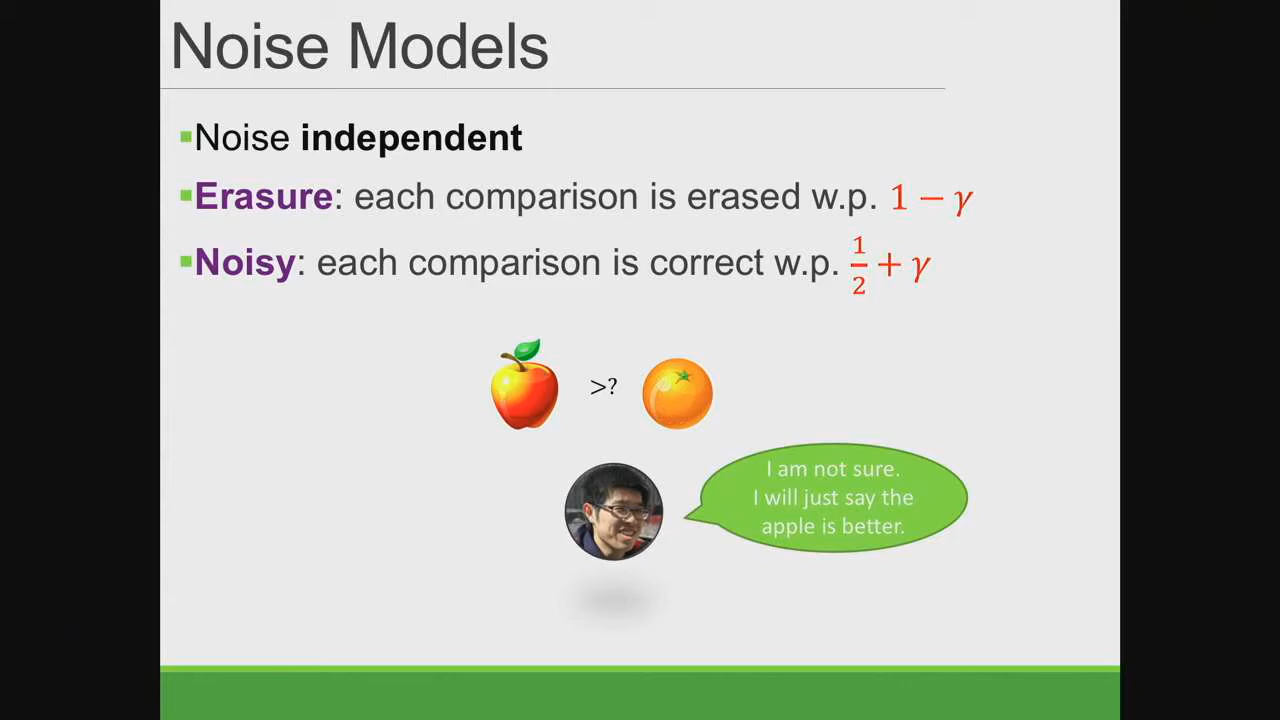 Noise Models
▪Noise independent
▪Erasure: each comparison is erased w.p. 1 − γ
▪Noisy: each comparison is correct w.p. 1/2 + γ
>?
I am not sure.
I will just say the
apple is better.